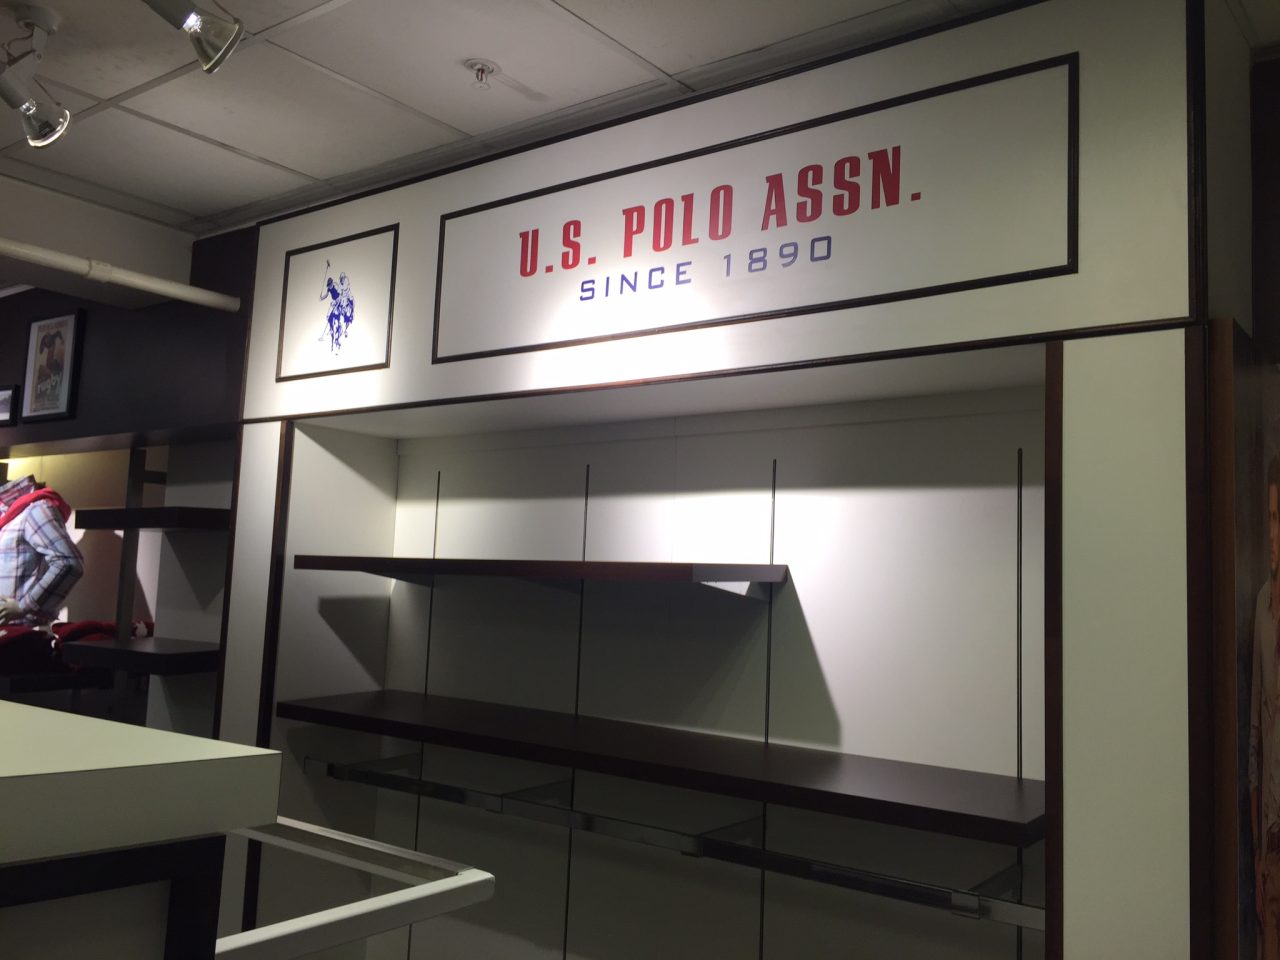 U.S. POLO ASSN.
SINCE 1890